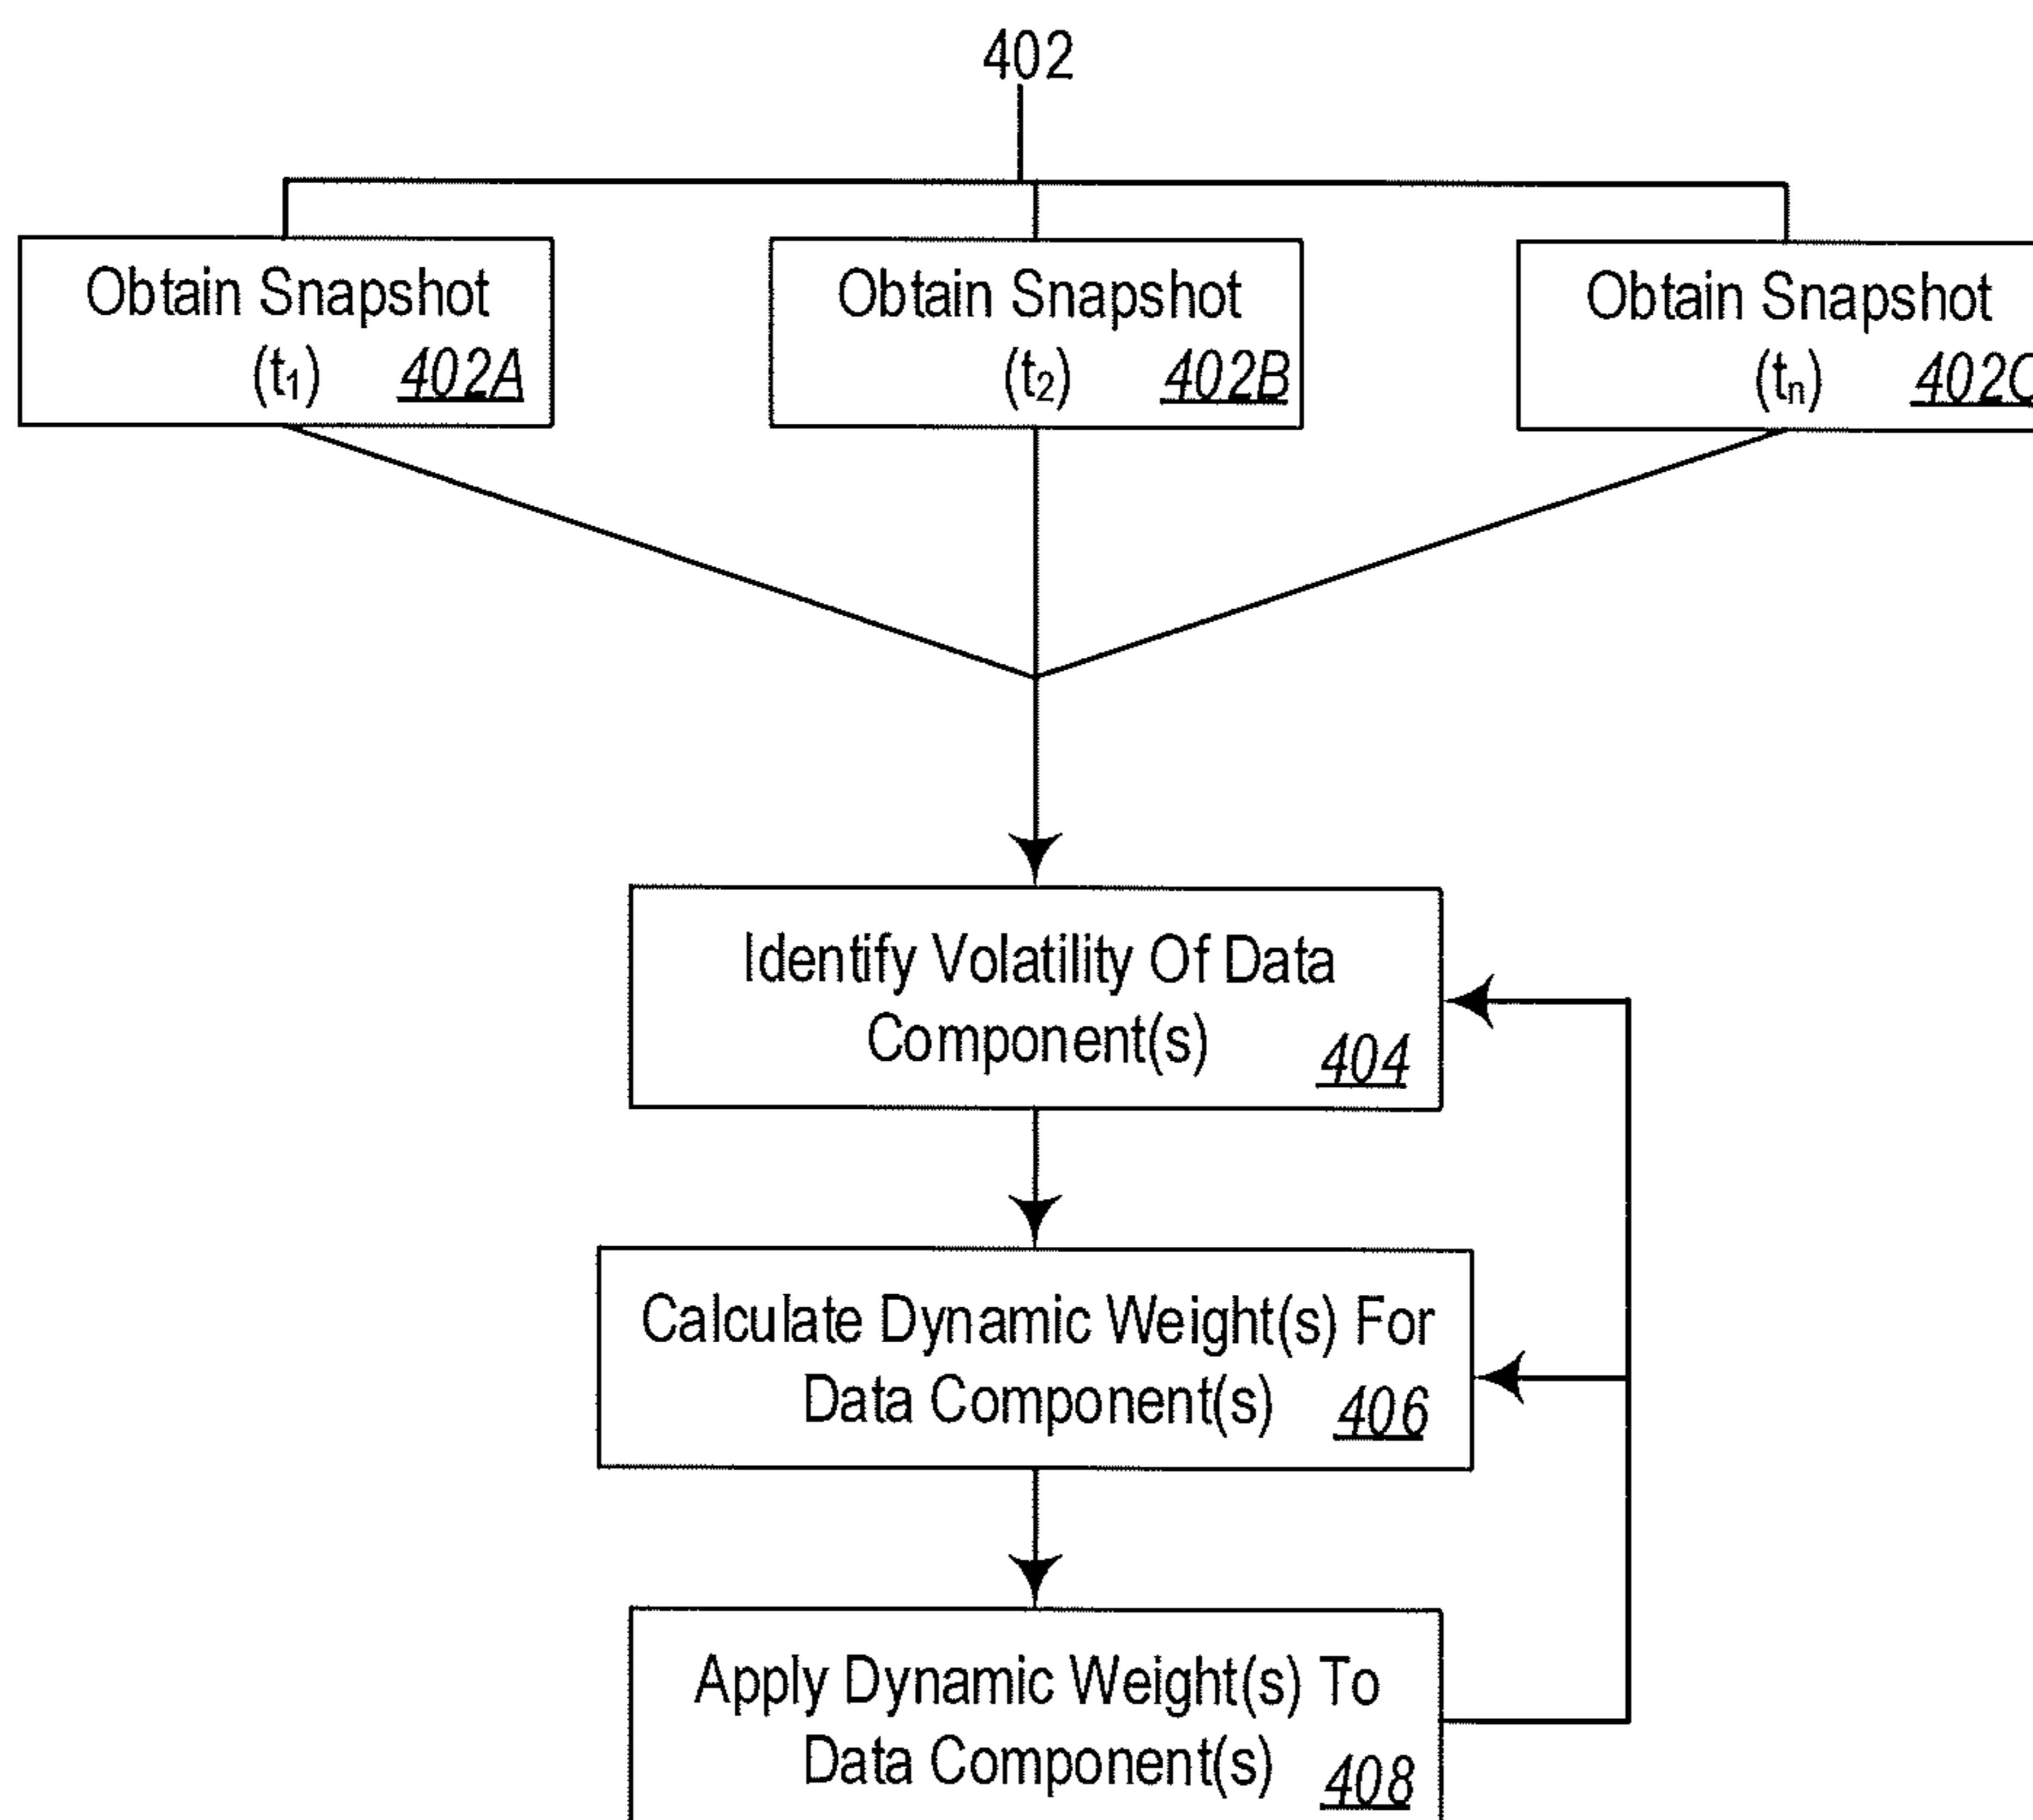 402
Obtain Snapshot
(t₁) 402A
Obtain Snapshot
(t₂) 402B
Obtain Snapshot
(tₙ) 402C
Identify Volatility Of Data
Component(s) 404
Calculate Dynamic Weight(s) For
Data Component(s) 406
Apply Dynamic Weight(s) To
Data Component(s) 408